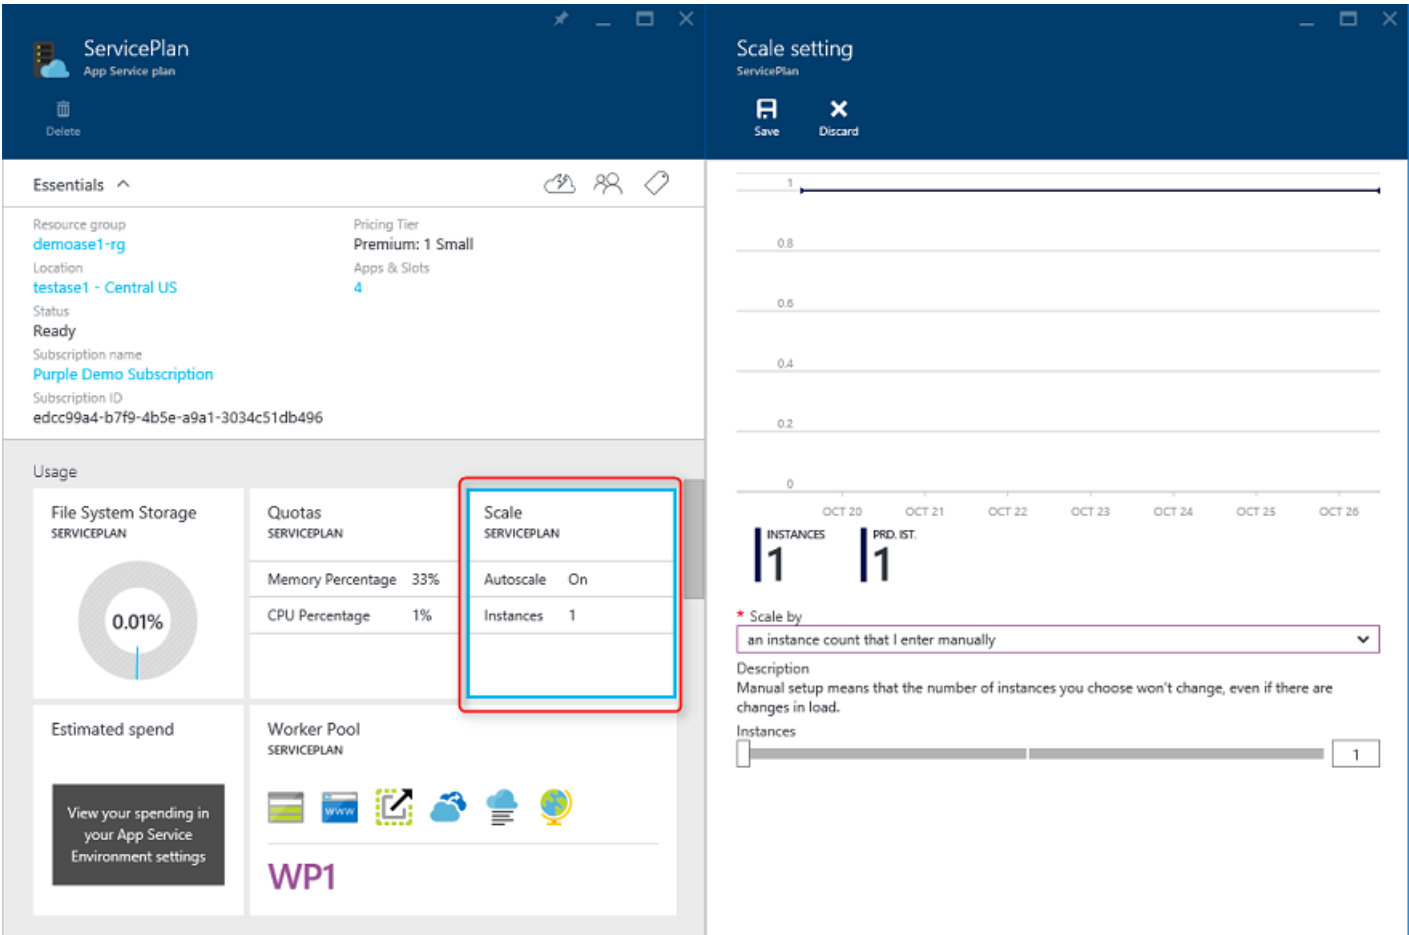 ServicePlan
App Service plan
Delete
Essentials
Resource group
demoase1-rg
Location
testase1 - Central US
Status
Ready
Subscription name
Purple Demo Subscription
Subscription ID
edcc99a4-b7f9-4b5e-a9a1-3034c51db496
Pricing Tier
Premium: 1 Small
Apps & Slots
4
Usage
File System Storage
SERVICEPLAN
0.01%
Quotas
SERVICEPLAN
Memory Percentage 33%
CPU Percentage 1%
Scale
SERVICEPLAN
Autoscale On
Instances 1
Estimated spend
View your spending in
your App Service
Environment settings
Worker Pool
SERVICEPLAN
www
WP1
Scale setting
ServicePlan
Save Discard
1
0.8
0.6
0.4
0.2
0
OCT 20 OCT 21 OCT 22 OCT 23 OCT 24 OCT 25 OCT 26
INSTANCES
1
PRD. IST.
1
* Scale by
an instance count that I enter manually
Description
Manual setup means that the number of instances you choose won't change, even if there are
changes in load.
Instances
1